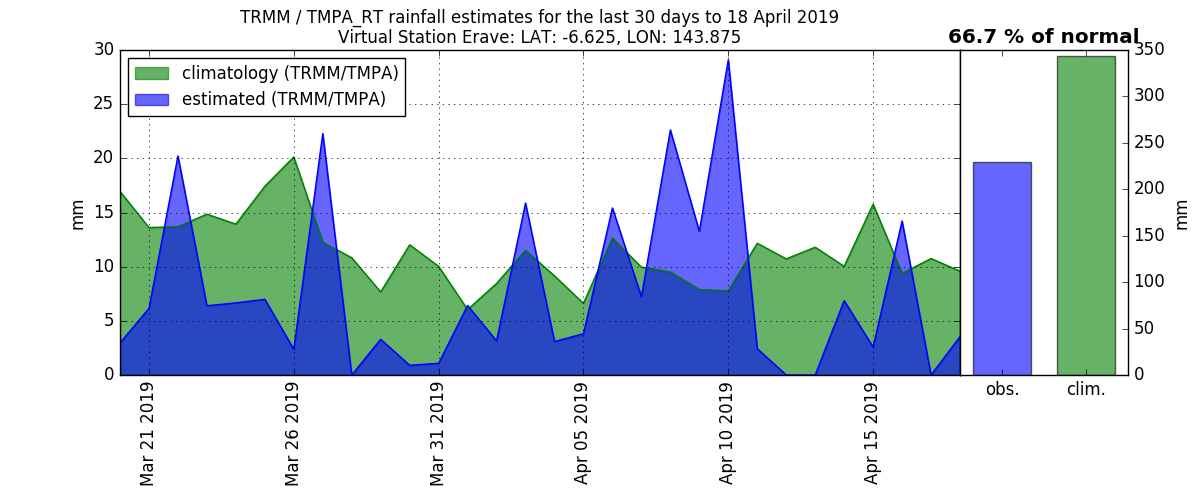 TRMM / TMPA_RT rainfall estimates for the last 30 days to 18 April 2019
Virtual Station Erave: LAT: -6.625, LON: 143.875
66.7 % of normal
climatology (TRMM/TMPA)
estimated (TRMM/TMPA)
30
25
20
15
10
5
0
mm
350
300
250
200
150
100
50
0
mm
Mar 21 2019
Mar 26 2019
Mar 31 2019
Apr 05 2019
Apr 10 2019
Apr 15 2019
obs.
clim.